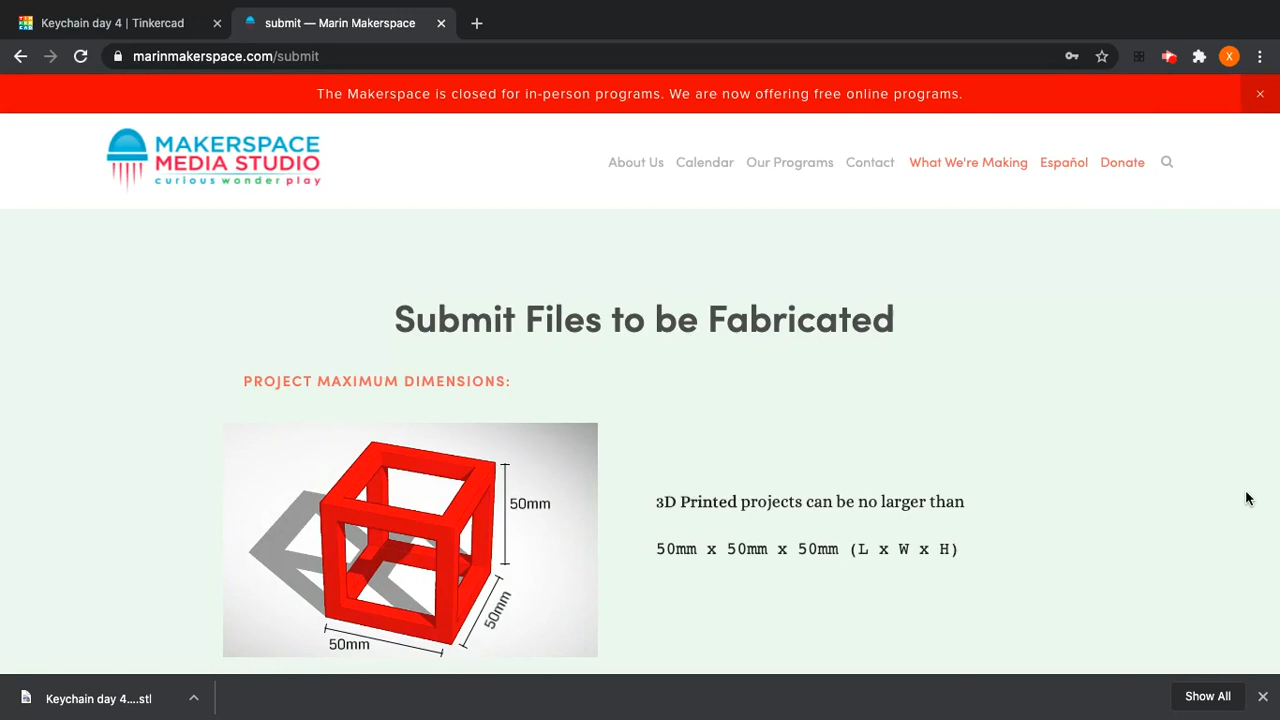 Keychain day 4 | Tinkercad
submit — Marin Makerspace
marinmakerspace.com/submit
X
The Makerspace is closed for in-person programs. We are now offering free online programs.
MAKERSPACE
MEDIA STUDIO
curious wonder play
About Us Calendar Our Programs Contact What We're Making Español Donate
Submit Files to be Fabricated
PROJECT MAXIMUM DIMENSIONS:
50mm
50mm
50mm
3D Printed projects can be no larger than
50mm x 50mm x 50mm (L x W x H)
Keychain day 4....stl
Show All